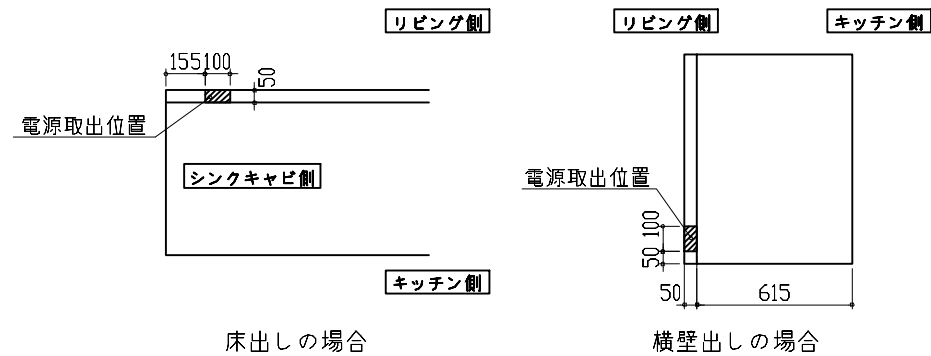 リビング側
155 100
50
電源取出位置
シンクキャビ側
キッチン側
床出しの場合
リビング側
キッチン側
電源取出位置
100
50
50
615
横壁出しの場合